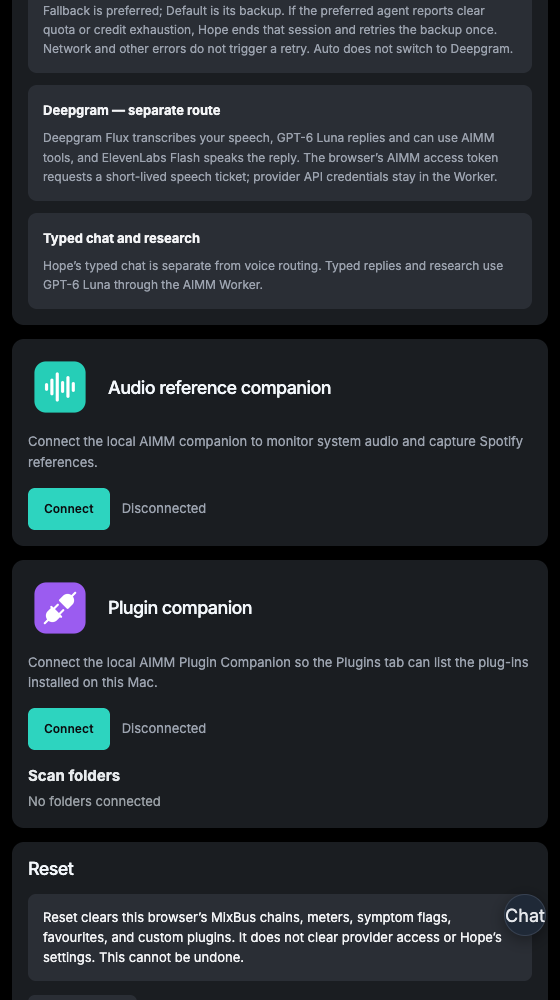 Fallback is preferred; Default is its backup. If the preferred agent reports clear
quota or credit exhaustion, Hope ends that session and retries the backup once.
Network and other errors do not trigger a retry. Auto does not switch to Deepgram.
Deepgram — separate route
Deepgram Flux transcribes your speech, GPT-6 Luna replies and can use AIMM
tools, and ElevenLabs Flash speaks the reply. The browser’s AIMM access token
requests a short-lived speech ticket; provider API credentials stay in the Worker.
Typed chat and research
Hope’s typed chat is separate from voice routing. Typed replies and research use
GPT-6 Luna through the AIMM Worker.
Audio reference companion
Connect the local AIMM companion to monitor system audio and capture Spotify
references.
Connect
Disconnected
Plugin companion
Connect the local AIMM Plugin Companion so the Plugins tab can list the plug-ins
installed on this Mac.
Connect
Disconnected
Scan folders
No folders connected
Reset
Reset clears this browser’s MixBus chains, meters, symptom flags,
favourites, and custom plugins. It does not clear provider access or Hope’s
settings. This cannot be undone.
Chat